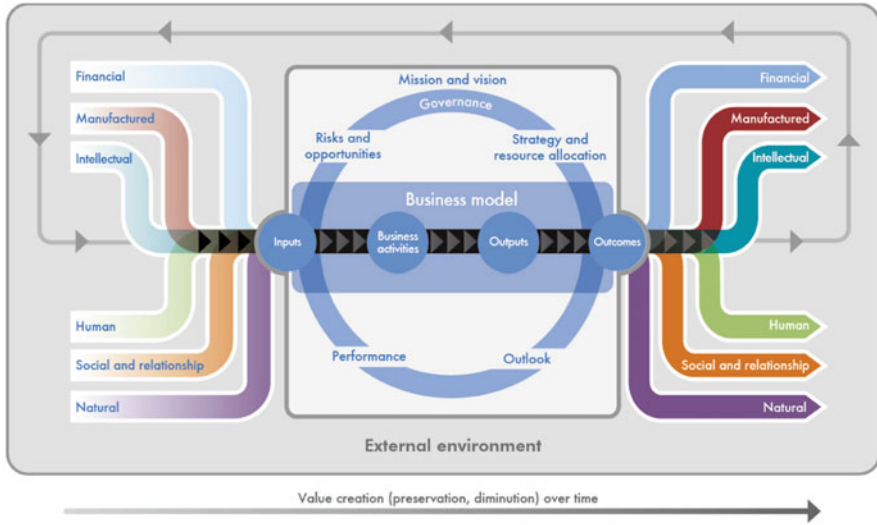 Financial
Manufactured
Intellectual
Human
Social and relationship
Natural
Mission and vision
Governance
Risks and
opportunities
Strategy and
resource allocation
Business model
Inputs
Business
activities
Outputs
Outcomes
Performance
Outlook
Financial
Manufactured
Intellectual
Human
Social and relationship
Natural
External environment
Value creation (preservation, diminution) over time